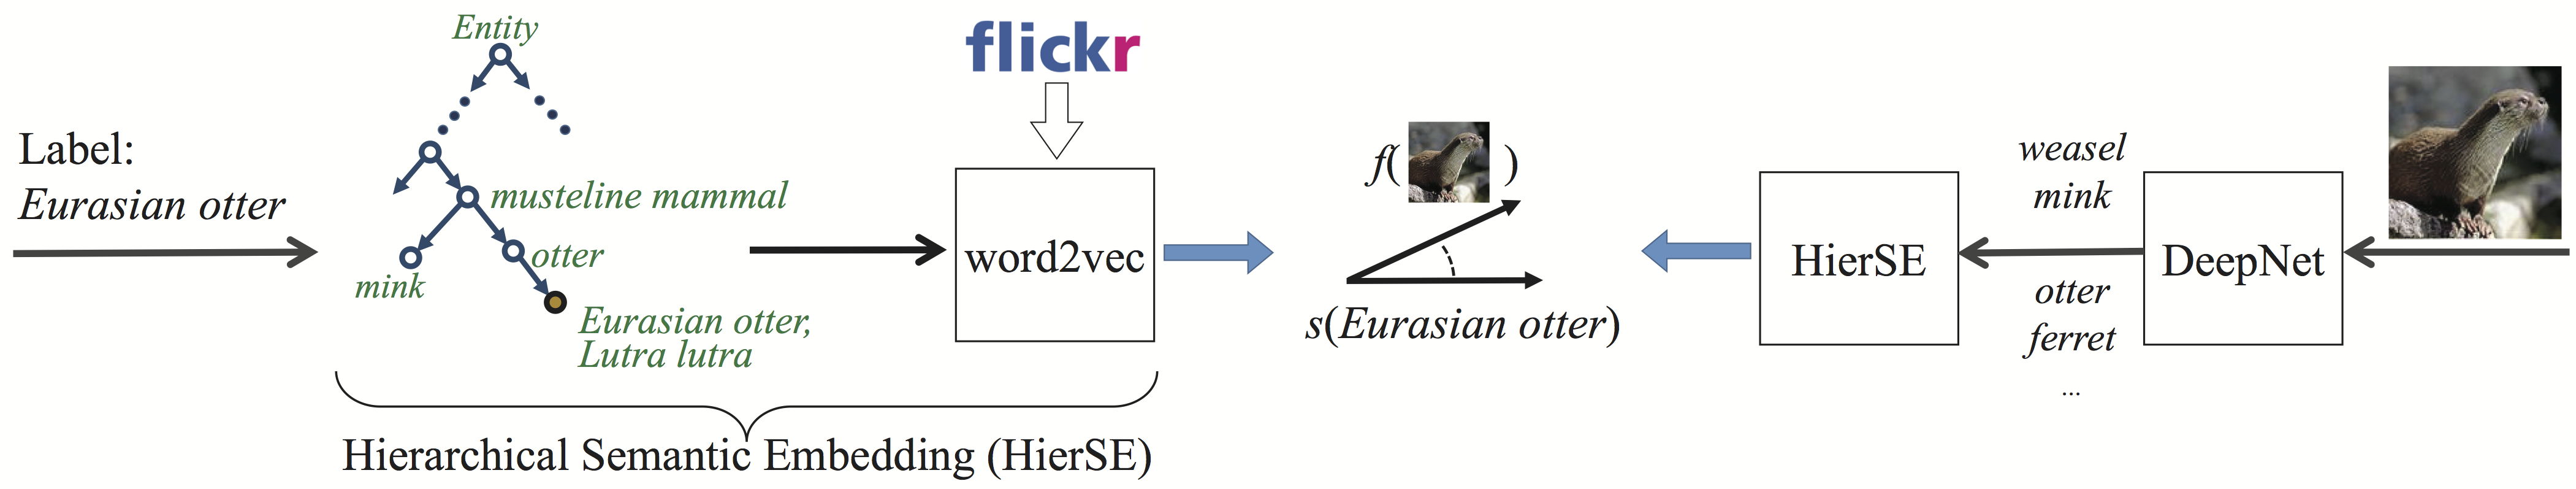 Label:
Eurasian otter
Entity
musteline mammal
otter
mink
Eurasian otter,
Lutra lutra
Hierarchical Semantic Embedding (HierSE)
flickr
word2vec
f( )
s(Eurasian otter)
HierSE
weasel
mink
otter
ferret
...
DeepNet